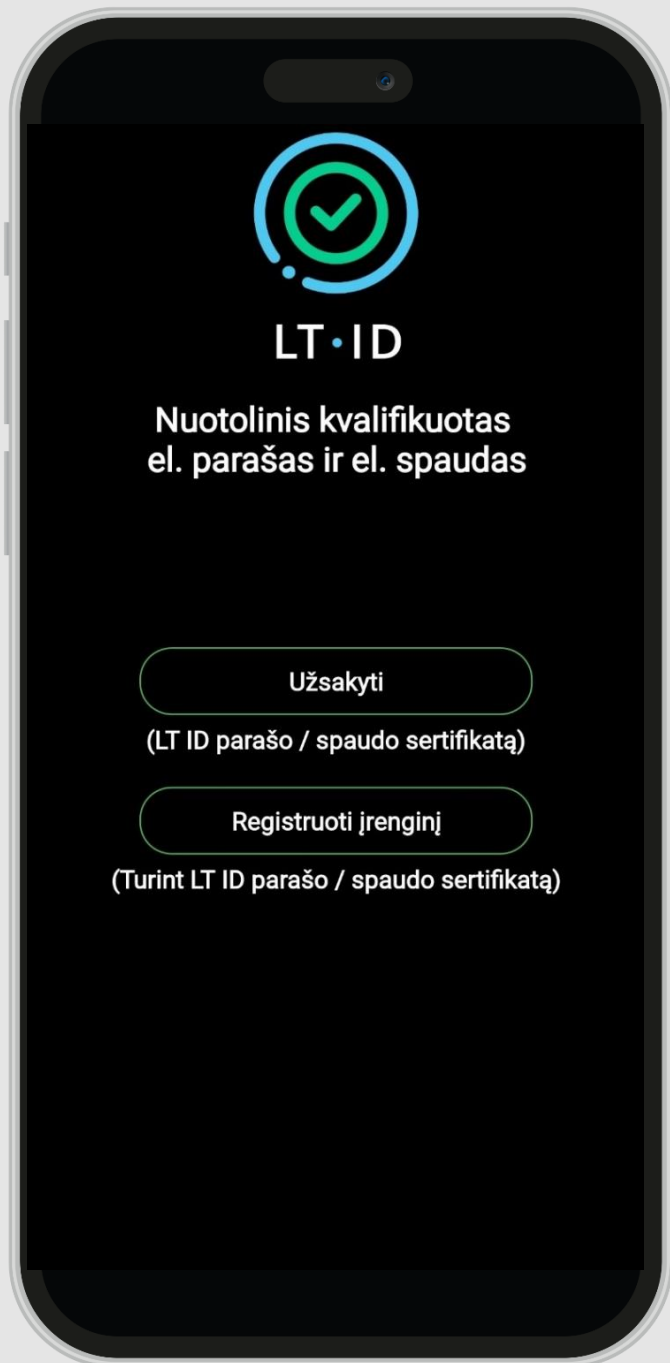 LT·ID
Nuotolinis kvalifikuotas
el. parašas ir el. spaudas
Užsakyti
(LT ID parašo / spaudo sertifikatą)
Registruoti įrenginį
(Turint LT ID parašo / spaudo sertifikatą)